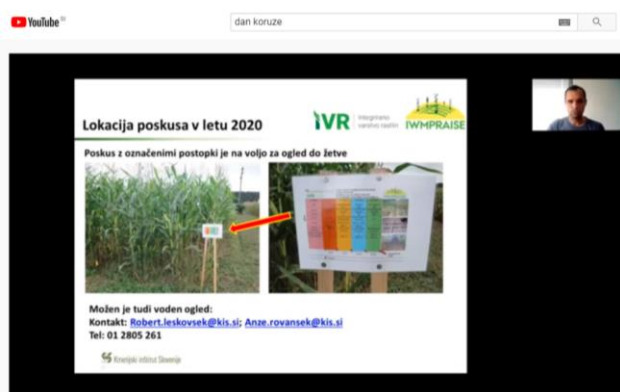 YouTube
dan koruze
Lokacija poskusa v letu 2020
IVR
Integrirano
varstvo rastlin
IWMPRAISE
Poskus z označenimi postopki je na voljo za ogled do žetve
Možen je tudi voden ogled:
Kontakt: Robert.leskovsek@kis.si; Anze.rovansek@kis.si
Tel: 01 2805 261
Kmetijski inštitut Slovenije